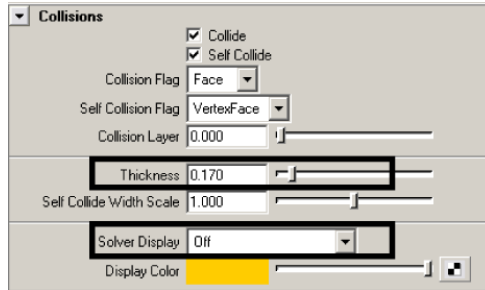 Collisions
Collide
Self Collide
Collision Flag Face
Self Collision Flag VertexFace
Collision Layer 0.000
Thickness 0.170
Self Collide Width Scale 1.000
Solver Display Off
Display Color